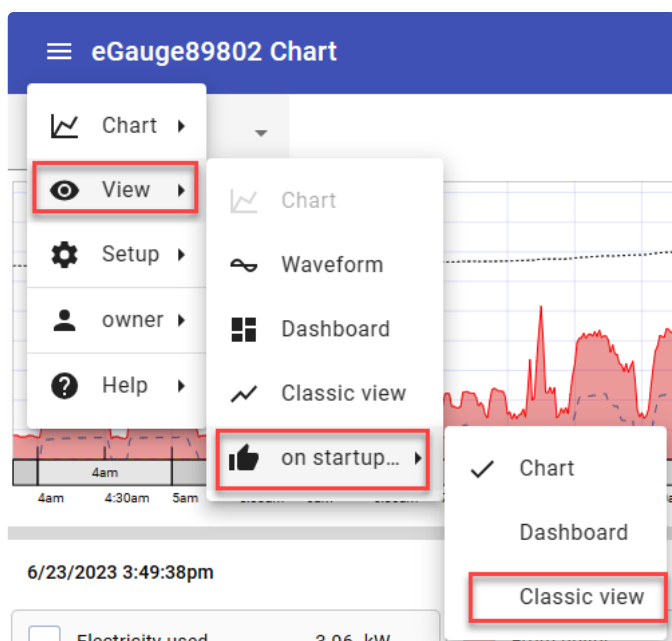 eGauge89802 Chart
Chart
View
Setup
owner
Help
Chart
Waveform
Dashboard
Classic view
on startup...
Chart
Dashboard
Classic view
4am
4am 4:30am 5am
6/23/2023 3:49:38pm
Electricity used 3.96 kW